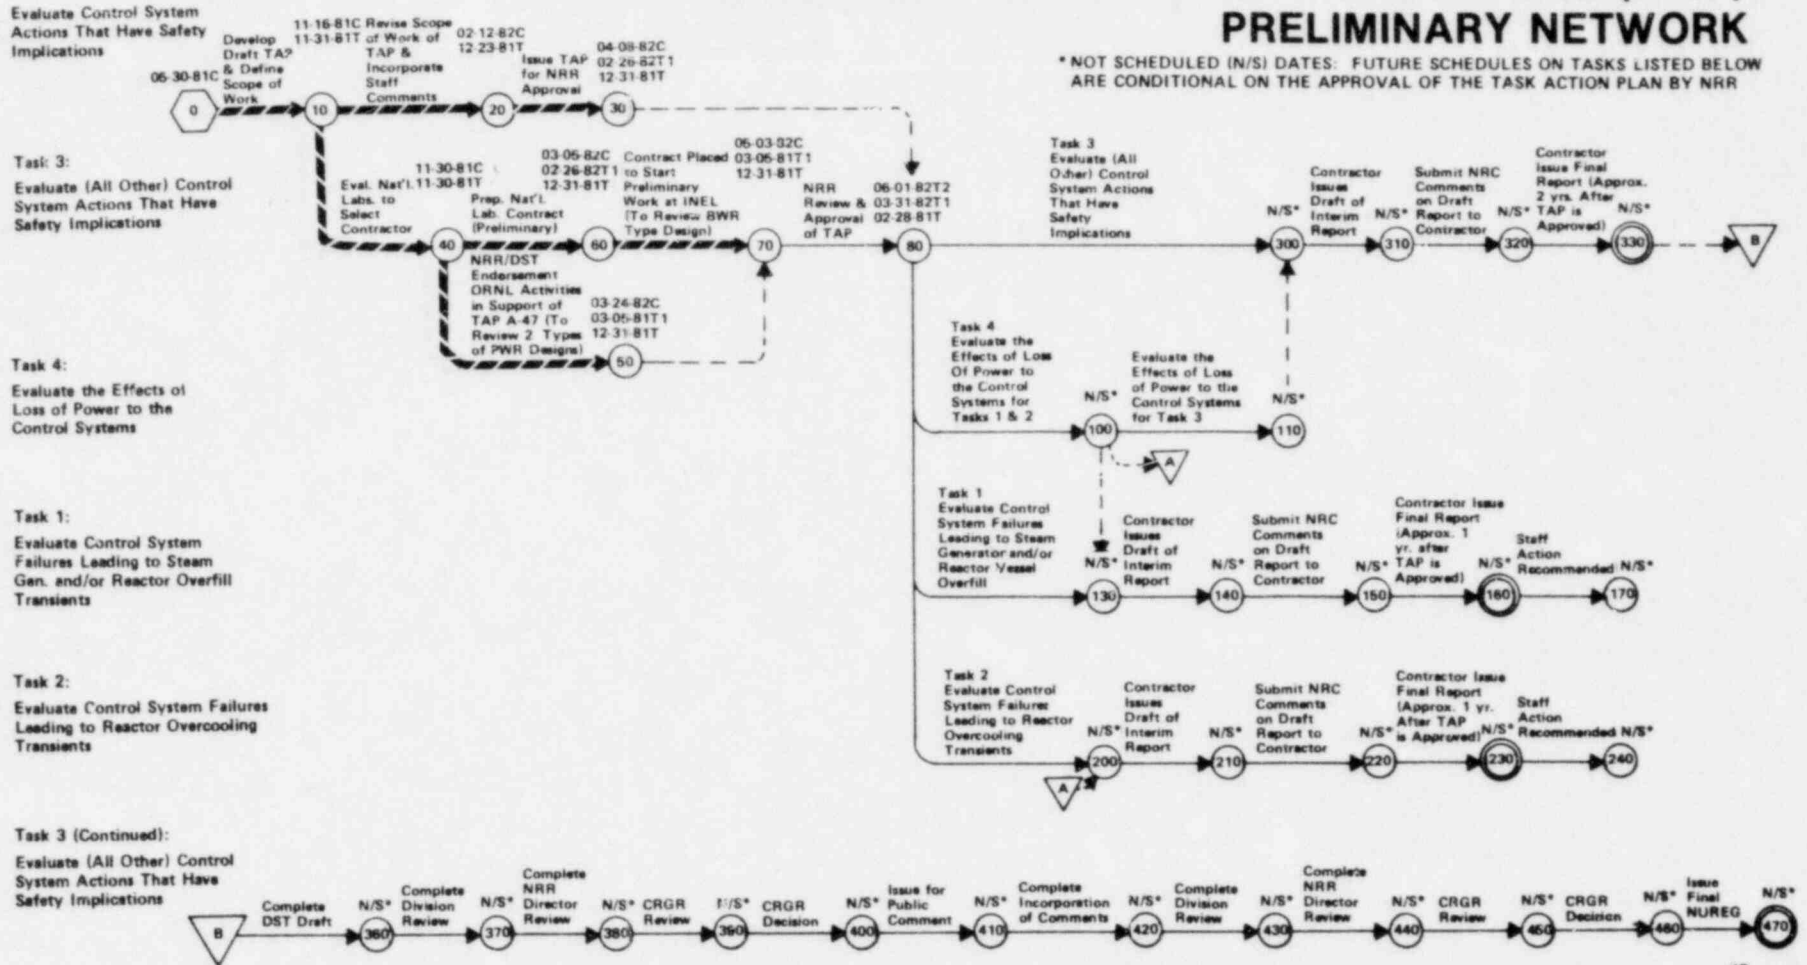 PRELIMINARY NETWORK
* NOT SCHEDULED (N/S) DATES: FUTURE SCHEDULES ON TASKS LISTED BELOW
ARE CONDITIONAL ON THE APPROVAL OF THE TASK ACTION PLAN BY NRR
Evaluate Control System
Actions That Have Safety
Implications
06-30-81C
0
Develop
Draft TAP
& Define
Scope of
Work
11-16-81C
11-31-81T
10
Revise Scope
of Work of
TAP &
Incorporate
Staff
Comments
02-12-82C
12-23-81T
20
Issue TAP
for NRR
Approval
04-08-82C
02-26-82T1
12-31-81T
30
Task 3:
Evaluate (All Other) Control
System Actions That Have
Safety Implications
Eval. Nat'l.
Labs. to
Select
Contractor
11-30-81C
11-30-81T
40
Prep. Nat'l.
Lab. Contract
(Preliminary)
03-05-82C
02-26-82T1
12-31-81T
60
Contract Placed
to Start
Preliminary
Work at INEL
(To Review BWR
Type Design)
05-03-82C
03-05-81T1
12-31-81T
70
NRR
Review &
Approval
of TAP
06-01-82T2
03-31-82T1
02-28-81T
80
NRR/DST
Endorsement
ORNL Activities
in Support of
TAP A-47 (To
Review 2 Types
of PWR Designs)
03-24-82C
03-05-81T1
12-31-81T
50
Task 3
Evaluate (All
Other) Control
System Actions
That Have
Safety
Implications
N/S*
300
Contractor
Issues
Draft of
Interim
Report
N/S*
310
Submit NRC
Comments
on Draft
Report to
Contractor
N/S*
320
Contractor
Issue Final
Report (Approx.
2 yrs. After
TAP is
Approved)
N/S*
330
B
Task 4:
Evaluate the Effects of
Loss of Power to the
Control Systems
Task 4
Evaluate the
Effects of Loss
Of Power to
the Control
Systems for
Tasks 1 & 2
N/S*
100
Evaluate the
Effects of Loss
of Power to the
Control Systems
for Task 3
N/S*
110
A
Task 1:
Evaluate Control System
Failures Leading to Steam
Gen. and/or Reactor Overfill
Transients
Task 1
Evaluate Control
System Failures
Leading to Steam
Generator and/or
Reactor Vessel
Overfill
N/S*
130
Contractor
Issues
Draft of
Interim
Report
N/S*
140
Submit NRC
Comments
on Draft
Report to
Contractor
N/S*
150
Contractor Issue
Final Report
(Approx. 1
yr. after
TAP is
Approved)
N/S*
160
Staff
Action
Recommended
N/S*
170
Task 2:
Evaluate Control System Failures
Leading to Reactor Overcooling
Transients
Task 2
Evaluate Control
System Failures
Leading to Reactor
Overcooling
Transients
N/S*
200
A
Contractor
Issues
Draft of
Interim
Report
N/S*
210
Submit NRC
Comments
on Draft
Report to
Contractor
N/S*
220
Contractor Issue
Final Report
(Approx. 1 yr.
After TAP
is Approved)
N/S*
230
Staff
Action
Recommended
N/S*
240
Task 3 (Continued):
Evaluate (All Other) Control
System Actions That Have
Safety Implications
B
Complete
DST Draft
N/S*
360
Complete
Division
Review
N/S*
370
Complete
NRR
Director
Review
N/S*
380
CRGR
Review
N/S*
390
CRGR
Decision
N/S*
400
Issue for
Public
Comment
N/S*
410
Complete
Incorporation
of Comments
N/S*
420
Complete
Division
Review
N/S*
430
Complete
NRR
Director
Review
N/S*
440
CRGR
Review
N/S*
450
CRGR
Decision
N/S*
460
Issue
Final
NUREG
N/S*
470